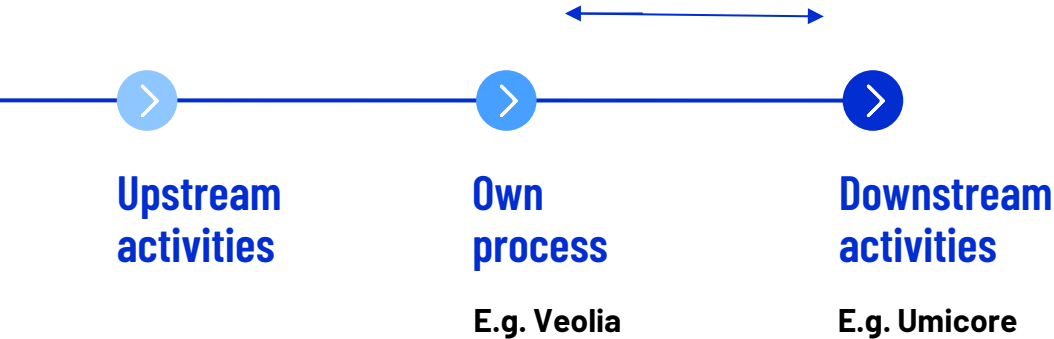 Upstream
activities
Own
process
Downstream
activities
E.g. Veolia
E.g. Umicore